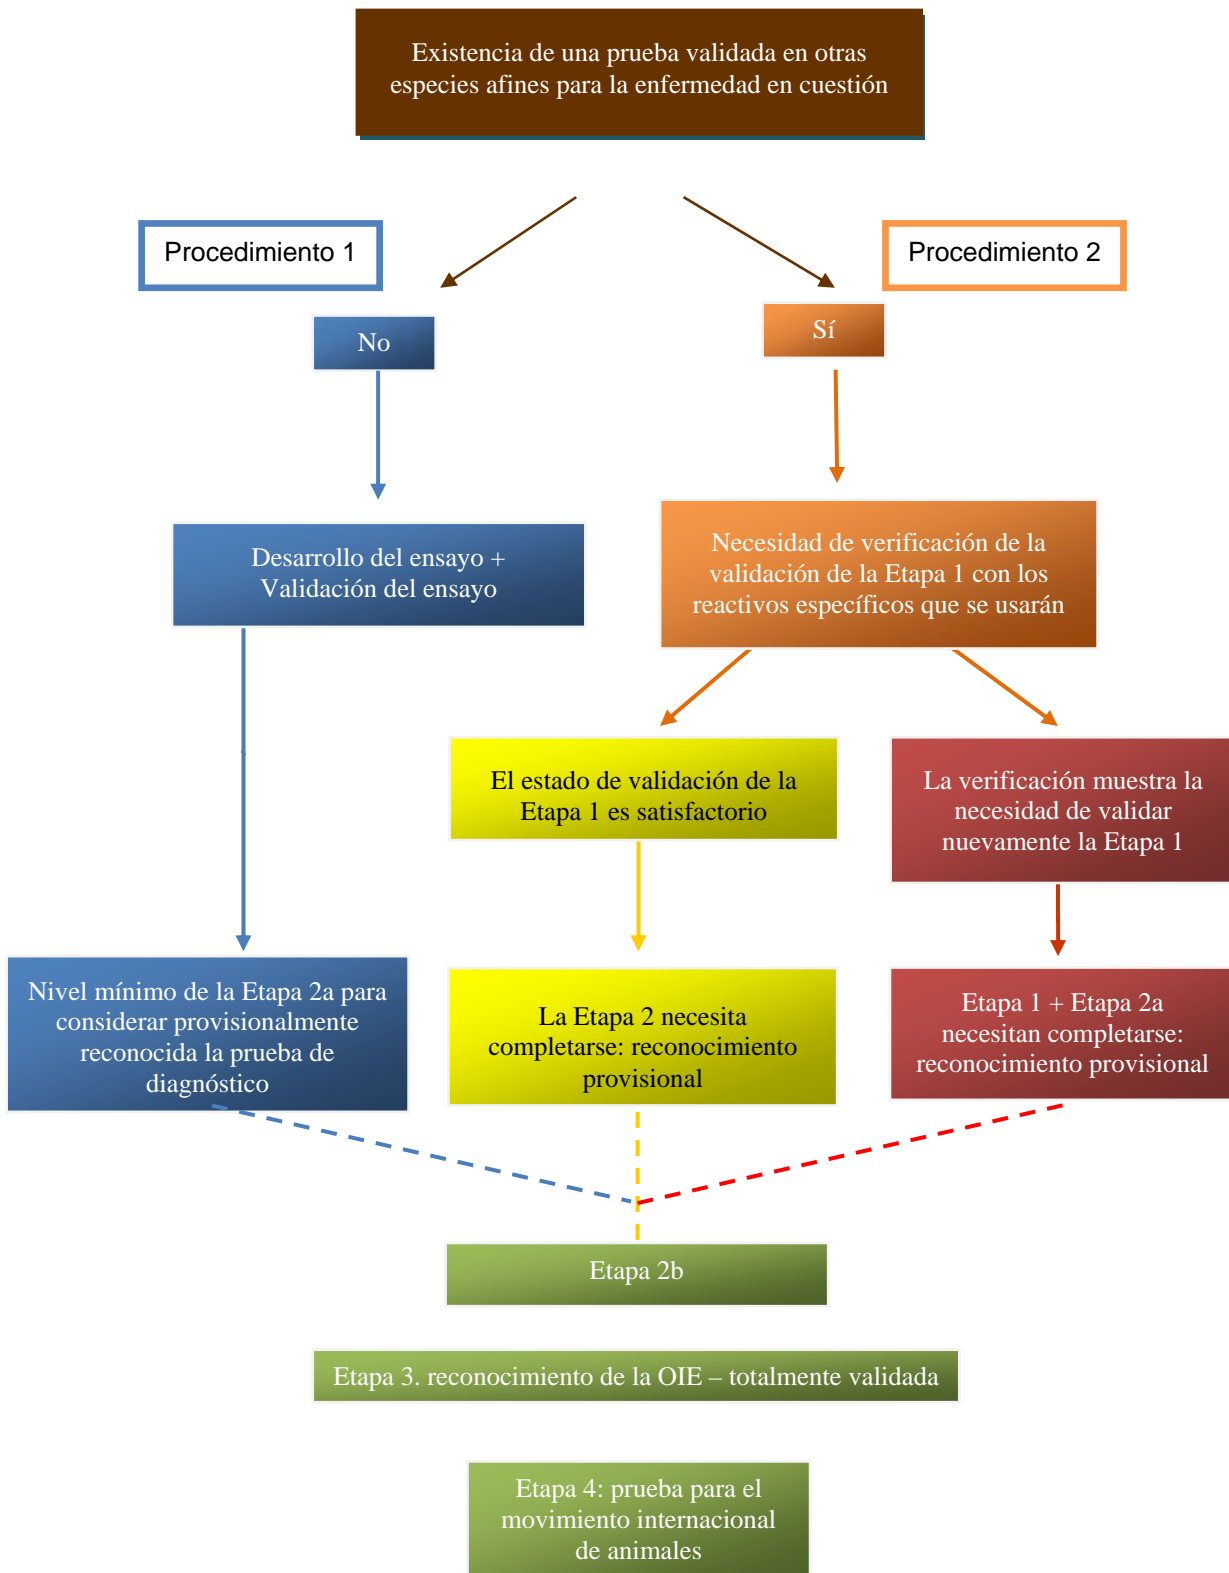 Existencia de una prueba validada en otras
especies afines para la enfermedad en cuestión
Procedimiento 1
Procedimiento 2
No
Sí
Desarrollo del ensayo +
Validación del ensayo
Necesidad de verificación de la
validación de la Etapa 1 con los
reactivos específicos que se usarán
El estado de validación de la
Etapa 1 es satisfactorio
La verificación muestra la
necesidad de validar
nuevamente la Etapa 1
Nivel mínimo de la Etapa 2a para
considerar provisionalmente
reconocida la prueba de
diagnóstico
La Etapa 2 necesita
completarse: reconocimiento
provisional
Etapa 1 + Etapa 2a
necesitan completarse:
reconocimiento provisional
Etapa 2b
Etapa 3. reconocimiento de la OIE – totalmente validada
Etapa 4: prueba para el
movimiento internacional
de animales